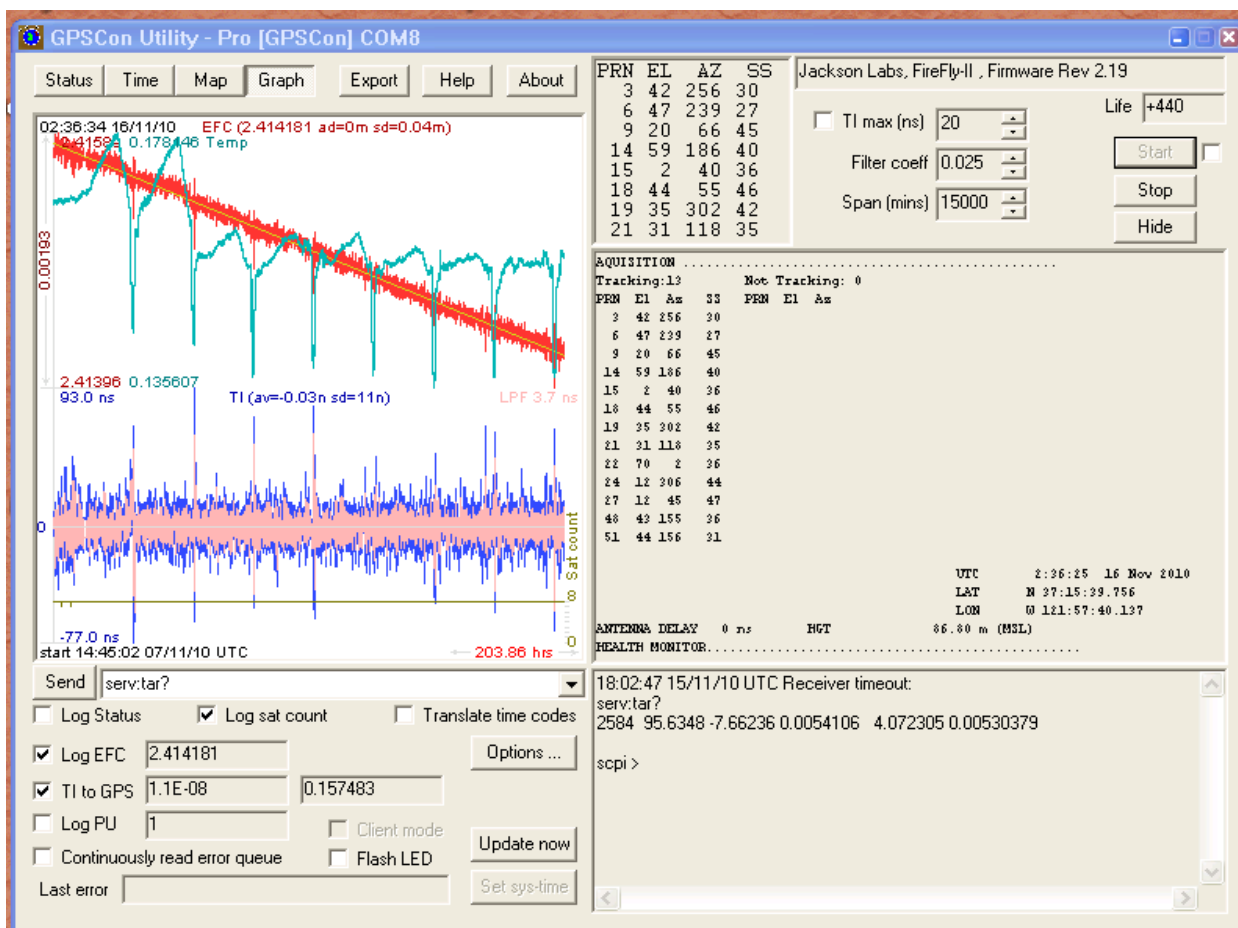 GPSCon Utility - Pro [GPSCon] COM8
Status Time Map Graph Export Help About
02:36:34 16/11/10 EFC (2.414181 ad=0m sd=0.04m)
0.178146 Temp
0.00193
2.41396 0.135607
93.0 ns TI (av=-0.03n sd=11n) LPF 3.7 ns
0
Sat count
8
-77.0 ns 0
start 14:45:02 07/11/10 UTC 203.86 hrs
PRN EL AZ SS
3 42 256 30
6 47 239 27
9 20 66 45
14 59 186 40
15 2 40 36
18 44 55 46
19 35 302 42
21 31 118 35
Jackson Labs, FireFly-II , Firmware Rev 2.19
Life +440
TI max (ns) 20
Filter coeff 0.025
Span (mins) 15000
Start
Stop
Hide
AQUISITION ................................................
Tracking:13 Not Tracking: 0
PRN El Az SS PRN El Az
3 42 256 30
6 47 239 27
9 20 66 45
14 59 186 40
15 2 40 36
18 44 55 46
19 35 302 42
21 31 118 35
22 70 2 36
24 12 306 44
27 12 45 47
48 43 155 36
51 44 156 31
UTC 2:36:25 16 Nov 2010
LAT N 37:15:39.756
LON W 121:57:40.137
ANTENNA DELAY 0 ns HGT 86.80 m (MSL)
HEALTH MONITOR................................................
Send serv:tar?
Log Status Log sat count Translate time codes
Log EFC 2.414181 Options ...
TI to GPS 1.1E-08 0.157483
Log PU 1 Client mode
Update now
Continuously read error queue Flash LED
Last error Set sys-time
18:02:47 15/11/10 UTC Receiver timeout:
serv:tar?
2584 95.6348 -7.66236 0.0054106 4.072305 0.00530379
scpi >